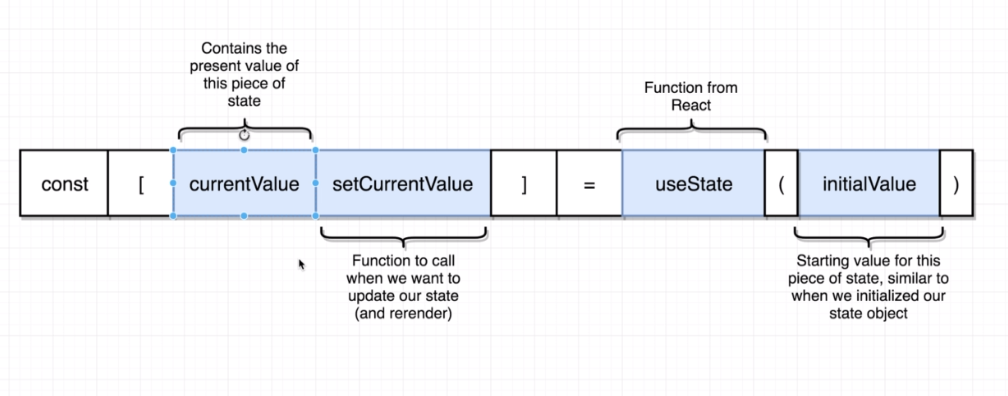 Contains the
present value of
this piece of
state
Function from
React
const [ currentValue setCurrentValue ] = useState ( initialValue )
Function to call
when we want to
update our state
(and rerender)
Starting value for this
piece of state, similar to
when we initialized our
state object